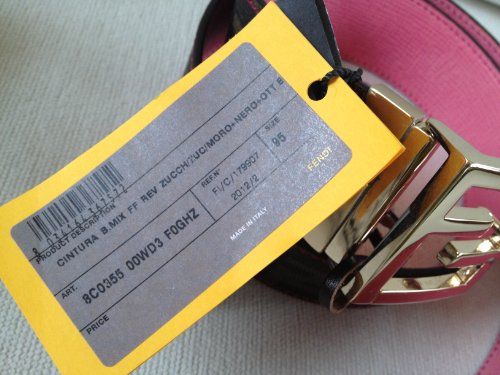 PRODUCT DESCRIPTION
CINTURA B.MIX FF REV ZUCCH/ZUC/MORO+NERO+OTT S
ART.
8C0355 00WD3 F0GHZ
REF.N°
FI/C/179907
2012/2
SIZE
95
PRICE
MADE IN ITALY
FENDI